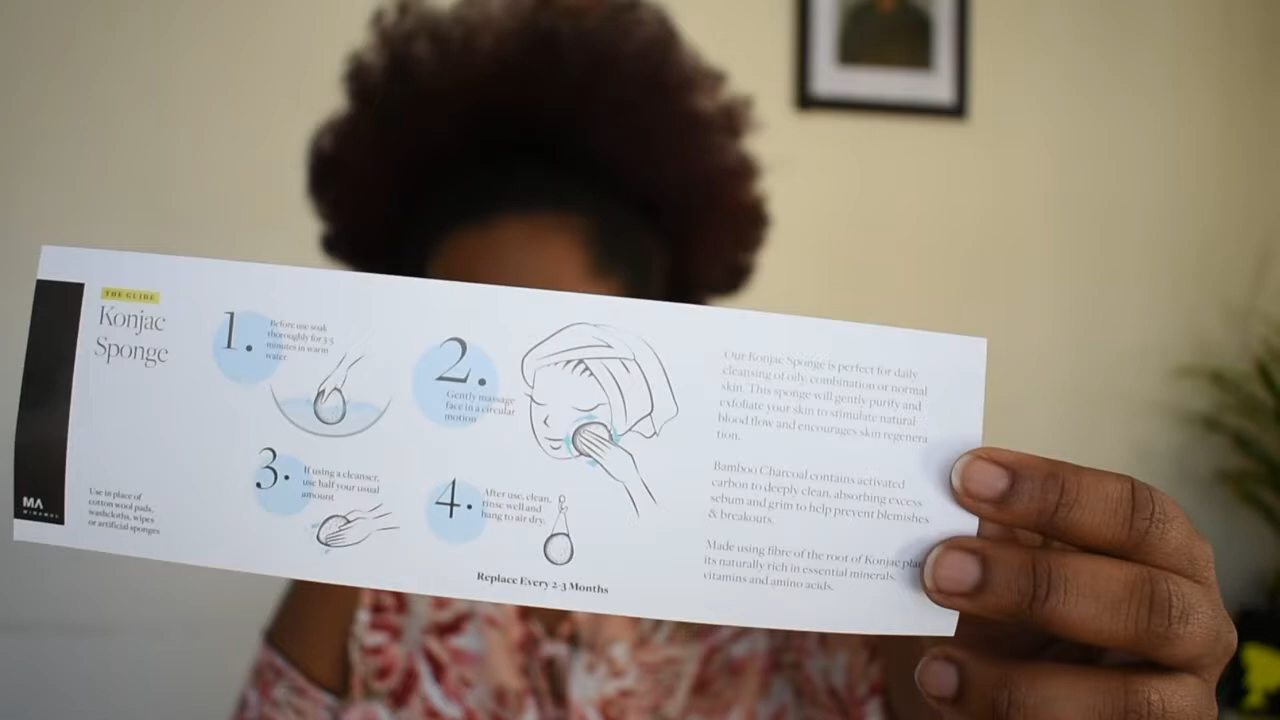 THE GUIDE
Konjac
Sponge
1.
Before use soak
thoroughly for 3-5
minutes in warm
water
2.
Gently massage
face in a circular
motion
3.
If using a cleanser,
use half your usual
amount
4.
After use, clean,
rinse well and
hang to air dry.
Replace Every 2-3 Months
Use in place of
cotton wool pads,
washcloths, wipes
or artificial sponges
MA
Our Konjac Sponge is perfect for daily
cleansing of oily, combination or normal
skin. This sponge will gently purify and
exfoliate your skin to stimulate natural
blood flow and encourages skin regenera
tion.
Bamboo Charcoal contains activated
carbon to deeply clean, absorbing excess
sebum and grim to help prevent blemishes
& breakouts.
Made using fibre of the root of Konjac plan
its naturally rich in essential minerals.
vitamins and amino acids.